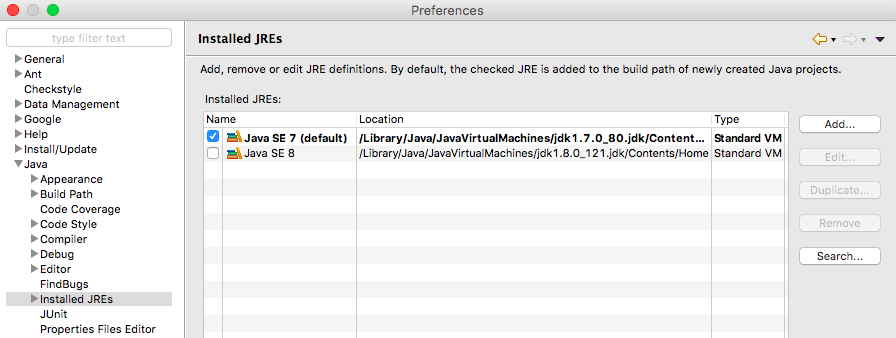 Preferences
type filter text
General
Ant
Checkstyle
Data Management
Google
Help
Install/Update
Java
Appearance
Build Path
Code Coverage
Code Style
Compiler
Debug
Editor
FindBugs
Installed JREs
JUnit
Properties Files Editor
Installed JREs
Add, remove or edit JRE definitions. By default, the checked JRE is added to the build path of newly created Java projects.
Installed JREs:
Name Location Type
Java SE 7 (default) /Library/Java/JavaVirtualMachines/jdk1.7.0_80.jdk/Content... Standard VM
Java SE 8 /Library/Java/JavaVirtualMachines/jdk1.8.0_121.jdk/Contents/Home Standard VM
Add...
Edit...
Duplicate...
Remove
Search...